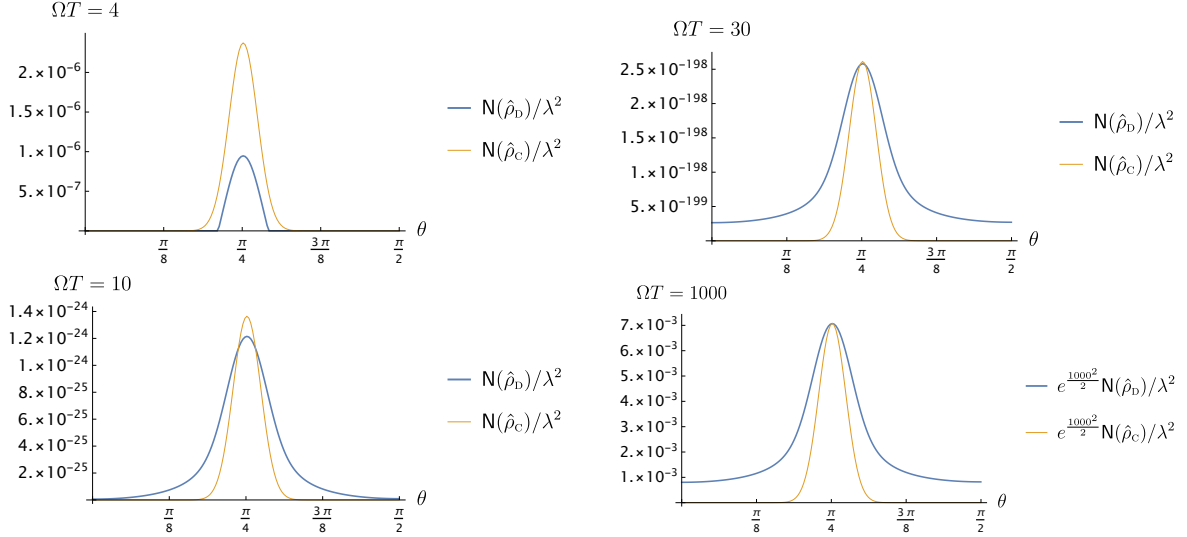 ΩT = 4
2.×10⁻⁶
1.5×10⁻⁶
1.×10⁻⁶
5.×10⁻⁷
π/8
π/4
3π/8
π/2
θ
N(ρ̂_D)/λ²
N(ρ̂_C)/λ²
ΩT = 30
2.5×10⁻¹⁹⁸
2.×10⁻¹⁹⁸
1.5×10⁻¹⁹⁸
1.×10⁻¹⁹⁸
5.×10⁻¹⁹⁹
π/8
π/4
3π/8
π/2
θ
N(ρ̂_D)/λ²
N(ρ̂_C)/λ²
ΩT = 10
1.4×10⁻²⁴
1.2×10⁻²⁴
1.×10⁻²⁴
8.×10⁻²⁵
6.×10⁻²⁵
4.×10⁻²⁵
2.×10⁻²⁵
π/8
π/4
3π/8
π/2
θ
N(ρ̂_D)/λ²
N(ρ̂_C)/λ²
ΩT = 1000
7.×10⁻³
6.×10⁻³
5.×10⁻³
4.×10⁻³
3.×10⁻³
2.×10⁻³
1.×10⁻³
π/8
π/4
3π/8
π/2
θ
e^(1000²/2) N(ρ̂_D)/λ²
e^(1000²/2) N(ρ̂_C)/λ²